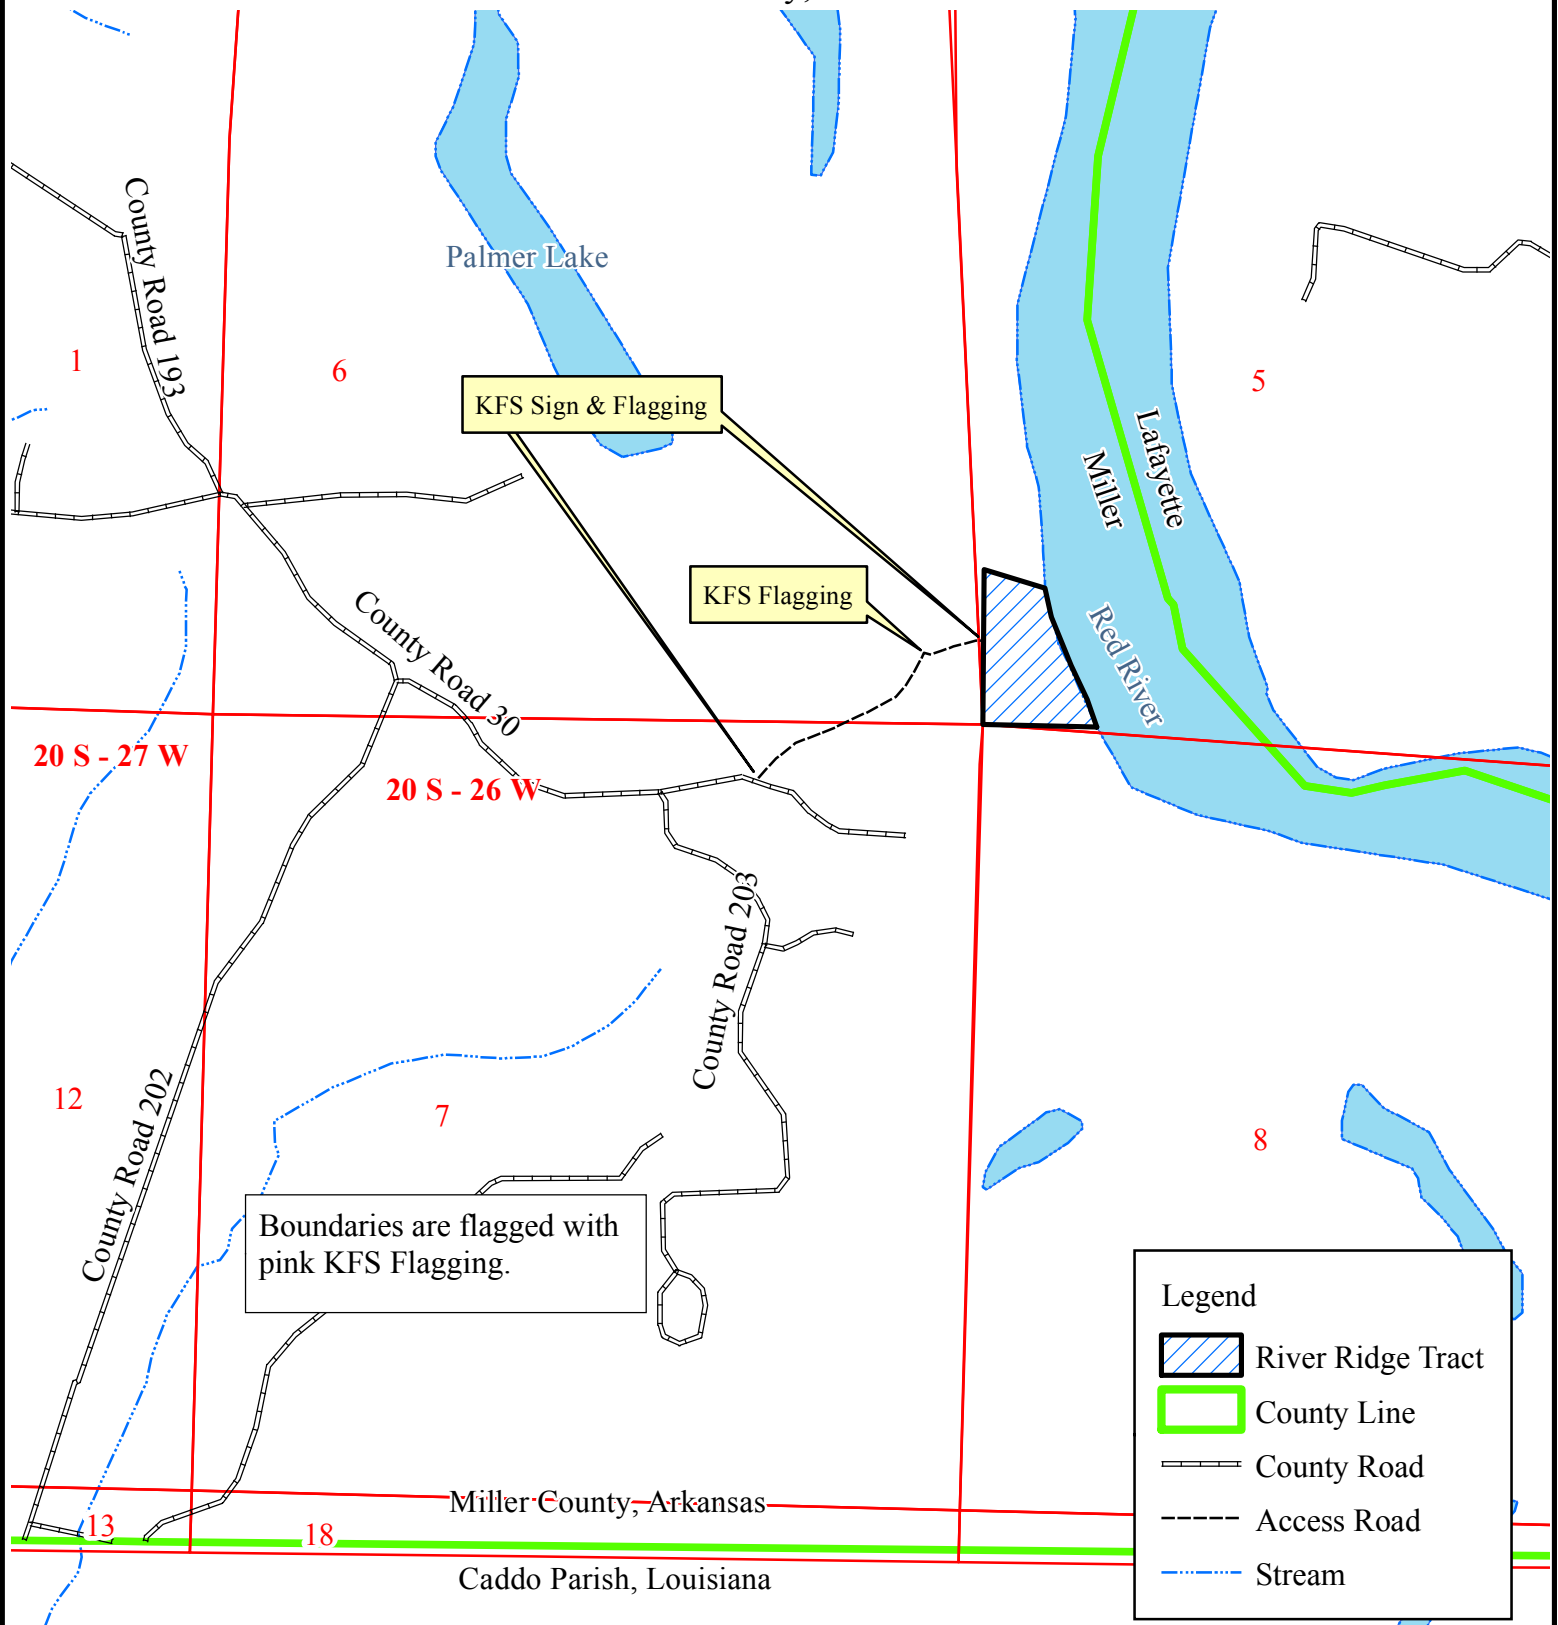 County Road 193
Palmer Lake
1
6
5
KFS Sign & Flagging
Lafayette
Miller
KFS Flagging
County Road 30
Red River
20 S - 27 W
20 S - 26 W
County Road 203
12
County Road 202
7
8
Boundaries are flagged with
pink KFS Flagging.
Legend
River Ridge Tract
County Line
County Road
Access Road
Stream
Miller County, Arkansas
13
18
Caddo Parish, Louisiana